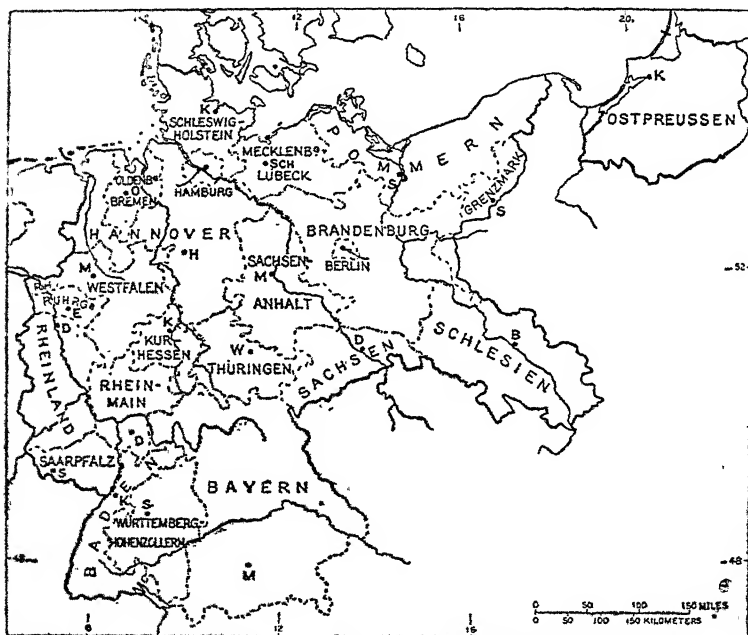 12
16
20
K
K
SCHLESWIG
HOLSTEIN
OSTPREUSSEN
POMMERN
MECKLENBG
SCH
LÜBECK
S
GRENZMARK
S
OLDENBG
O
BREMEN
HAMBURG
HANNOVER
H
BRANDENBURG
BERLIN
SACHSEN
M
ANHALT
52
M
WESTFALEN
RUHRG
E
D
RHEINLAND
K
KUR-
HESSEN
W
THÜRINGEN
D
SACHSEN
B
SCHLESIEN
RHEIN-
MAIN
D
SAARPFALZ
S
BADEN
K
S
WÜRTTEMBERG-
HOHENZOLLERN
BAYERN
M
48
48
0 50 100 150 MILES
0 50 100 150 KILOMETERS
8
12
16